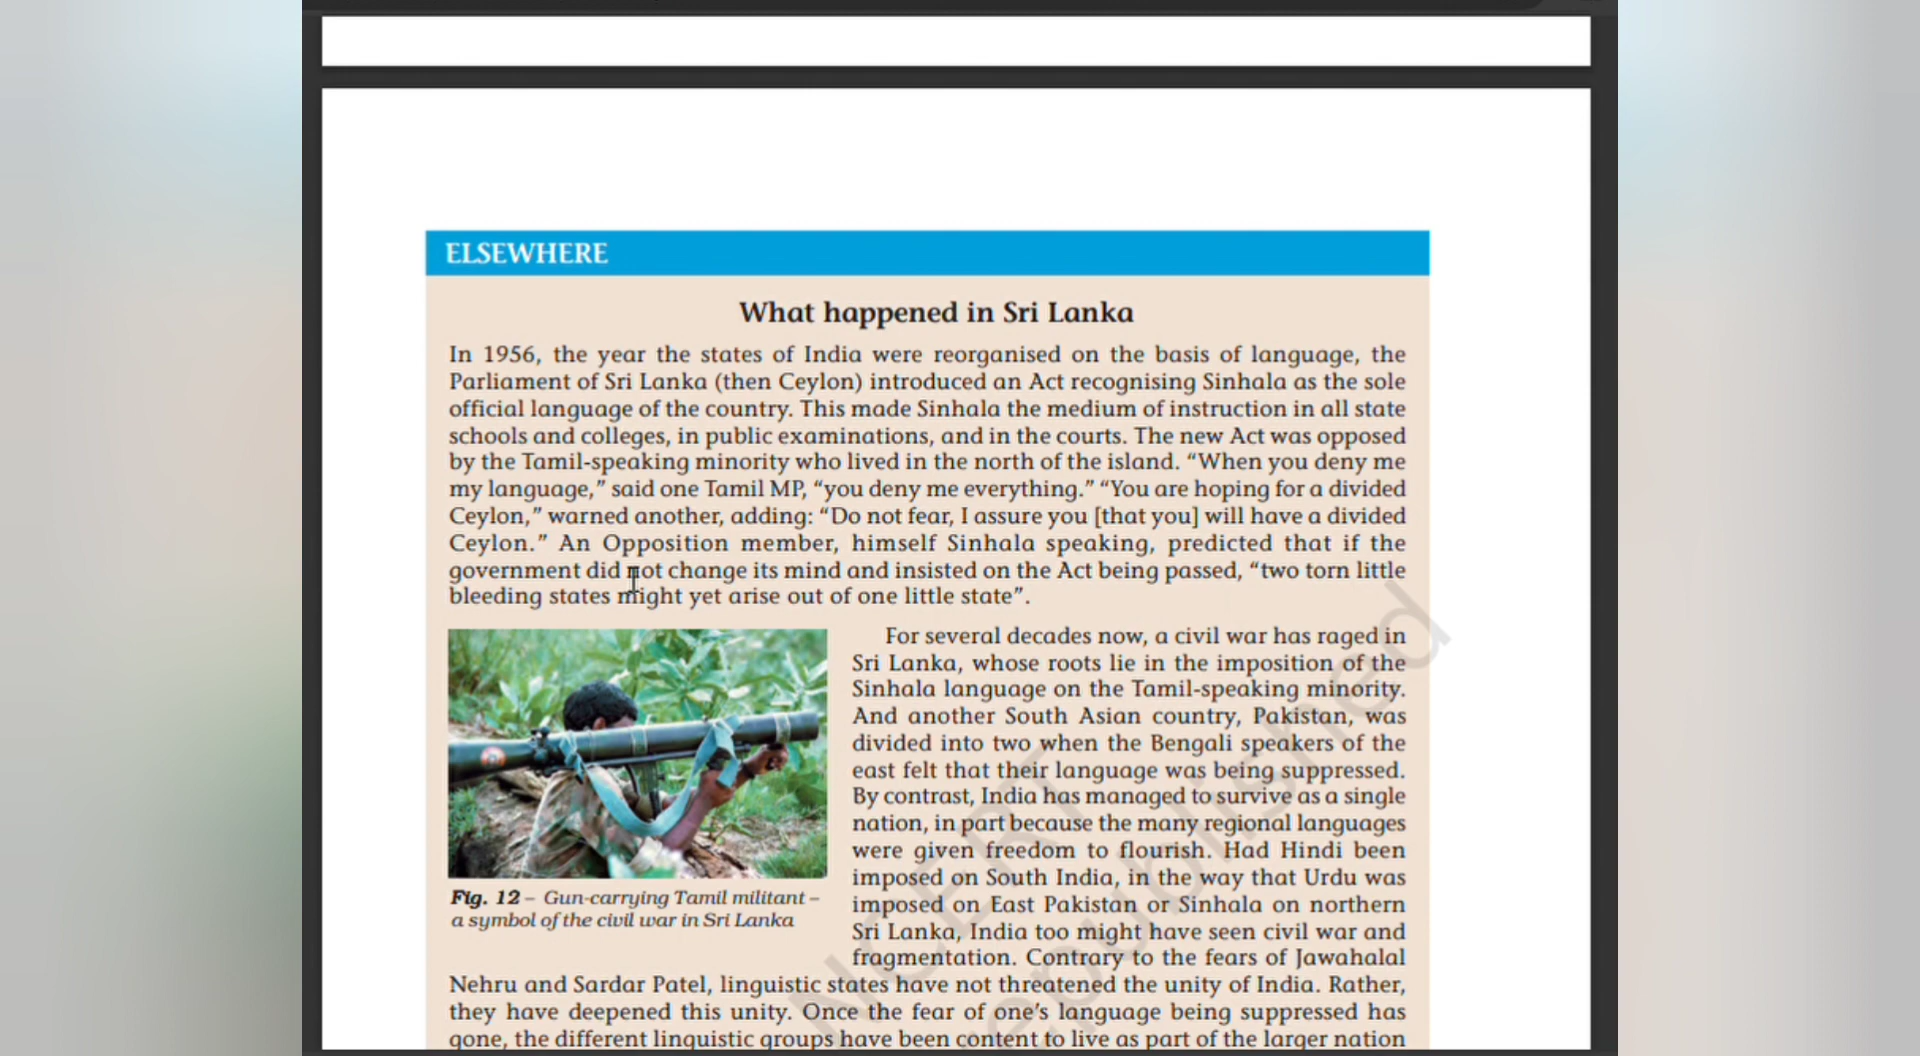 ELSEWHERE
What happened in Sri Lanka
In 1956, the year the states of India were reorganised on the basis of language, the
Parliament of Sri Lanka (then Ceylon) introduced an Act recognising Sinhala as the sole
official language of the country. This made Sinhala the medium of instruction in all state
schools and colleges, in public examinations, and in the courts. The new Act was opposed
by the Tamil-speaking minority who lived in the north of the island. “When you deny me
my language,” said one Tamil MP, “you deny me everything.” “You are hoping for a divided
Ceylon,” warned another, adding: “Do not fear, I assure you [that you] will have a divided
Ceylon.” An Opposition member, himself Sinhala speaking, predicted that if the
government did not change its mind and insisted on the Act being passed, “two torn little
bleeding states might yet arise out of one little state”.
For several decades now, a civil war has raged in
Sri Lanka, whose roots lie in the imposition of the
Sinhala language on the Tamil-speaking minority.
And another South Asian country, Pakistan, was
divided into two when the Bengali speakers of the
east felt that their language was being suppressed.
By contrast, India has managed to survive as a single
nation, in part because the many regional languages
were given freedom to flourish. Had Hindi been
imposed on South India, in the way that Urdu was
imposed on East Pakistan or Sinhala on northern
Sri Lanka, India too might have seen civil war and
fragmentation. Contrary to the fears of Jawahalal
Nehru and Sardar Patel, linguistic states have not threatened the unity of India. Rather,
they have deepened this unity. Once the fear of one’s language being suppressed has
gone, the different linguistic groups have been content to live as part of the larger nation
Fig. 12 – Gun-carrying Tamil militant –
a symbol of the civil war in Sri Lanka
NCERT
republished